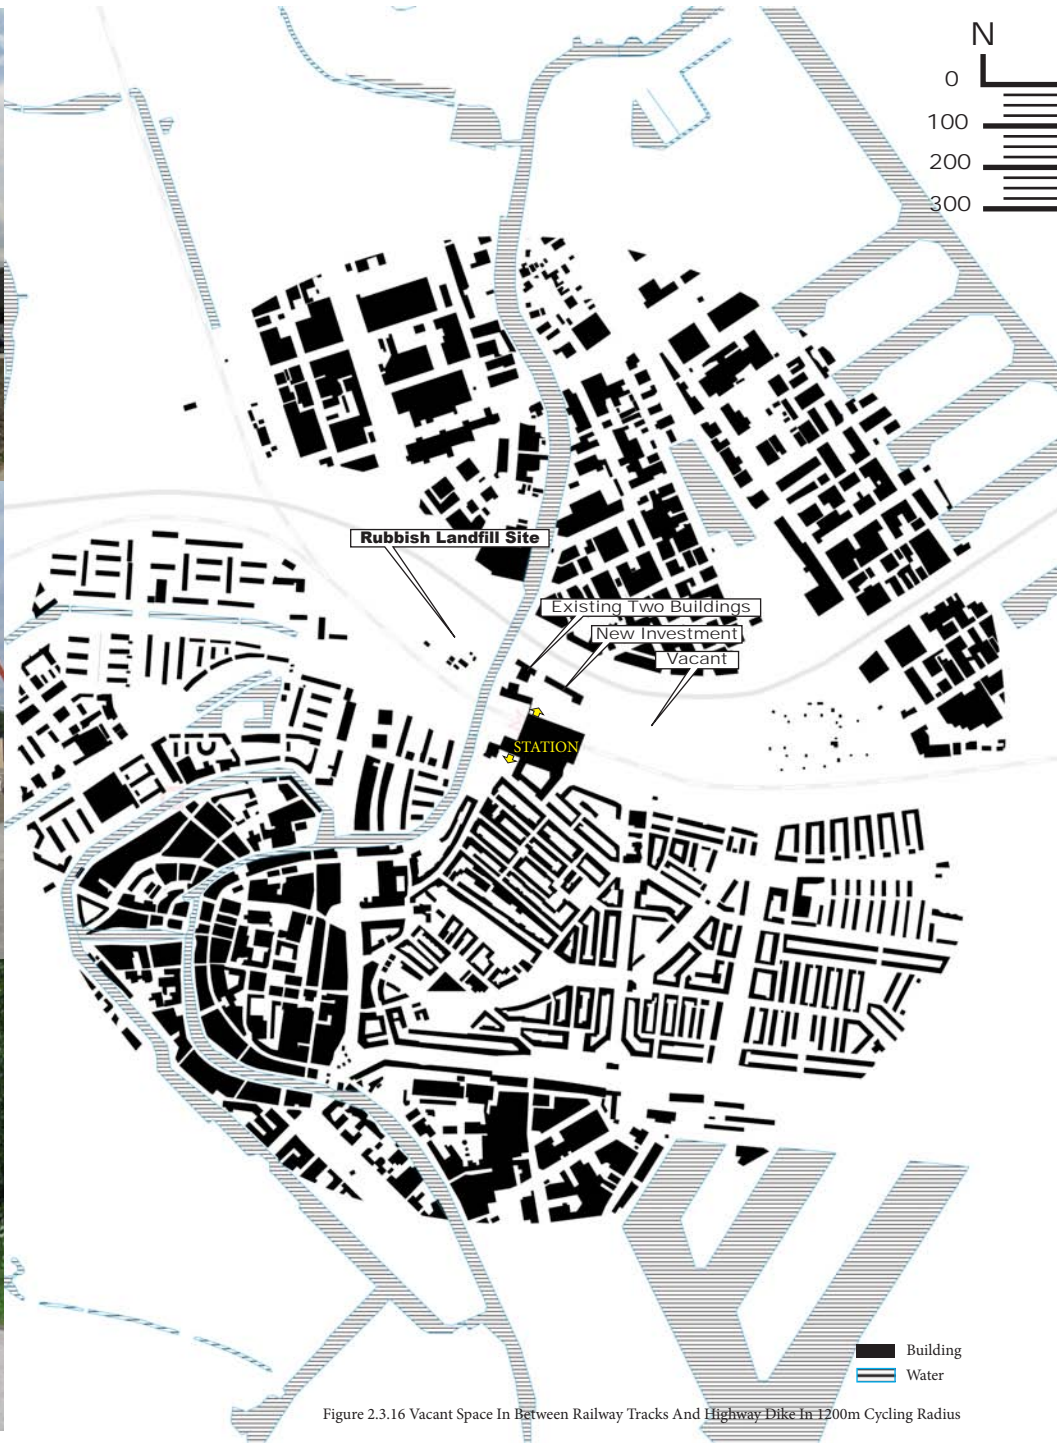 N
0
100
200
300
Rubbish Landfill Site
Existing Two Buildings
New Investment
Vacant
STATION
Building
Water
Figure 2.3.16 Vacant Space In Between Railway Tracks And Highway Dike In 1200m Cycling Radius